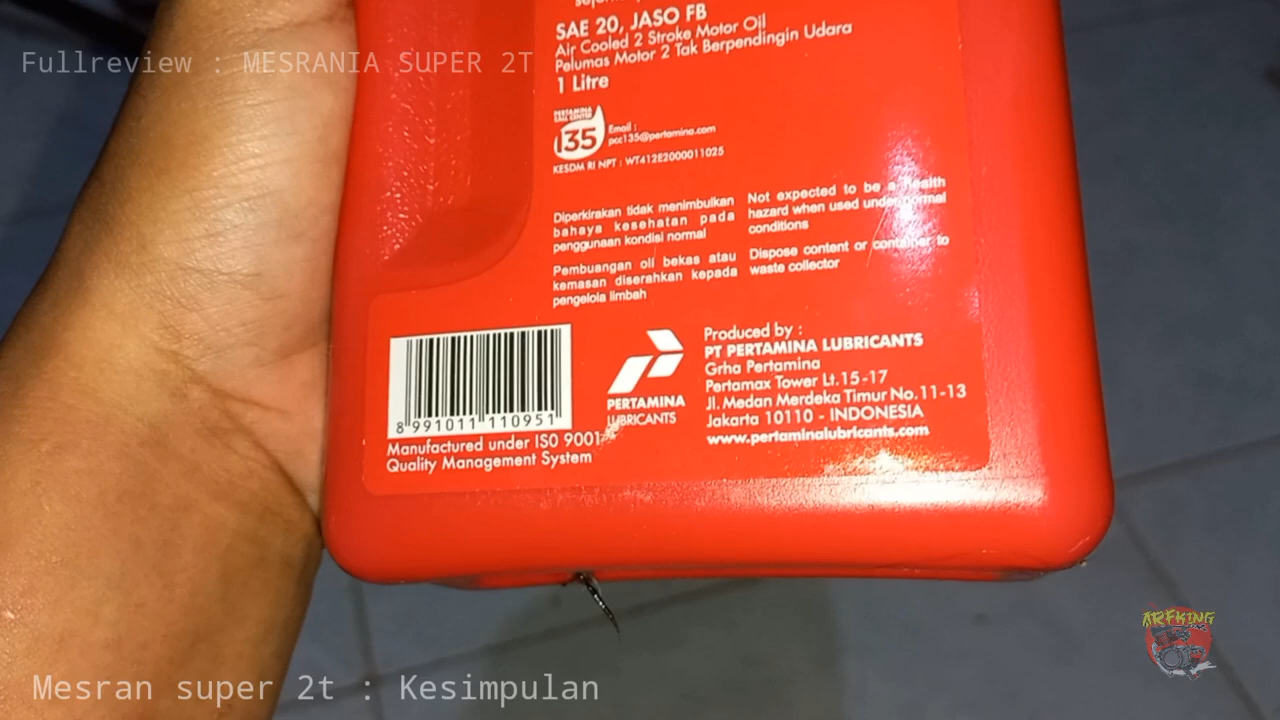 Fullreview : MESRANIA SUPER 2T
SAE 20, JASO FB
Air Cooled 2 Stroke Motor Oil
Pelumas Motor 2 Tak Berpendingin Udara
1 Litre
PERTAMINA
CALL CENTER
135
Email :
pcc135@pertamina.com
KESDM RI NPT : WT412E2000011025
Diperkirakan tidak menimbulkan
bahaya kesehatan pada
penggunaan kondisi normal
Pembuangan oli bekas atau
kemasan diserahkan kepada
pengelola limbah
Not expected to be a health
hazard when used under normal
conditions
Dispose content or container to
waste collector
8 991011 110951
Manufactured under ISO 9001
Quality Management System
PERTAMINA
LUBRICANTS
Produced by :
PT PERTAMINA LUBRICANTS
Grha Pertamina
Pertamax Tower Lt.15-17
Jl. Medan Merdeka Timur No.11-13
Jakarta 10110 - INDONESIA
www.pertaminalubricants.com
ARFKING
Mesran super 2t : Kesimpulan